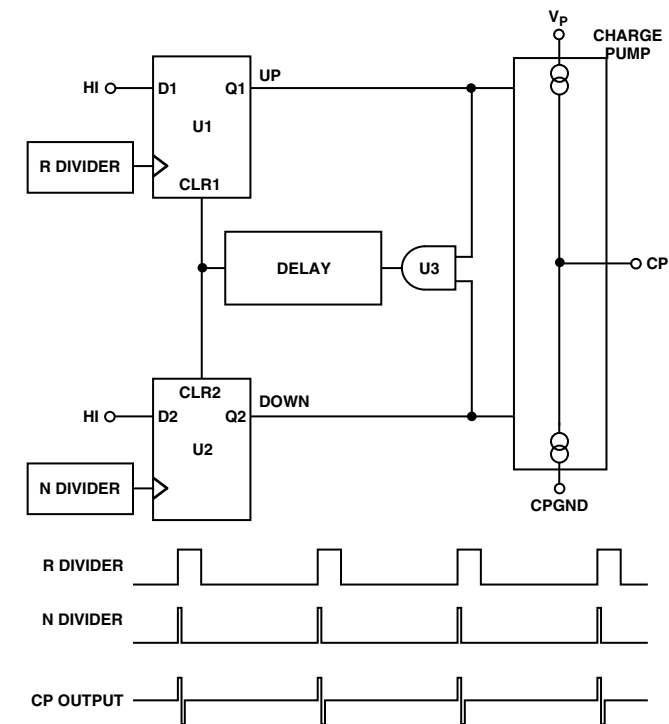 VP
CHARGE
PUMP
UP
HI
D1
Q1
U1
R DIVIDER
CLR1
DELAY
U3
CP
CLR2
DOWN
HI
D2
Q2
U2
N DIVIDER
CPGND
R DIVIDER
N DIVIDER
CP OUTPUT